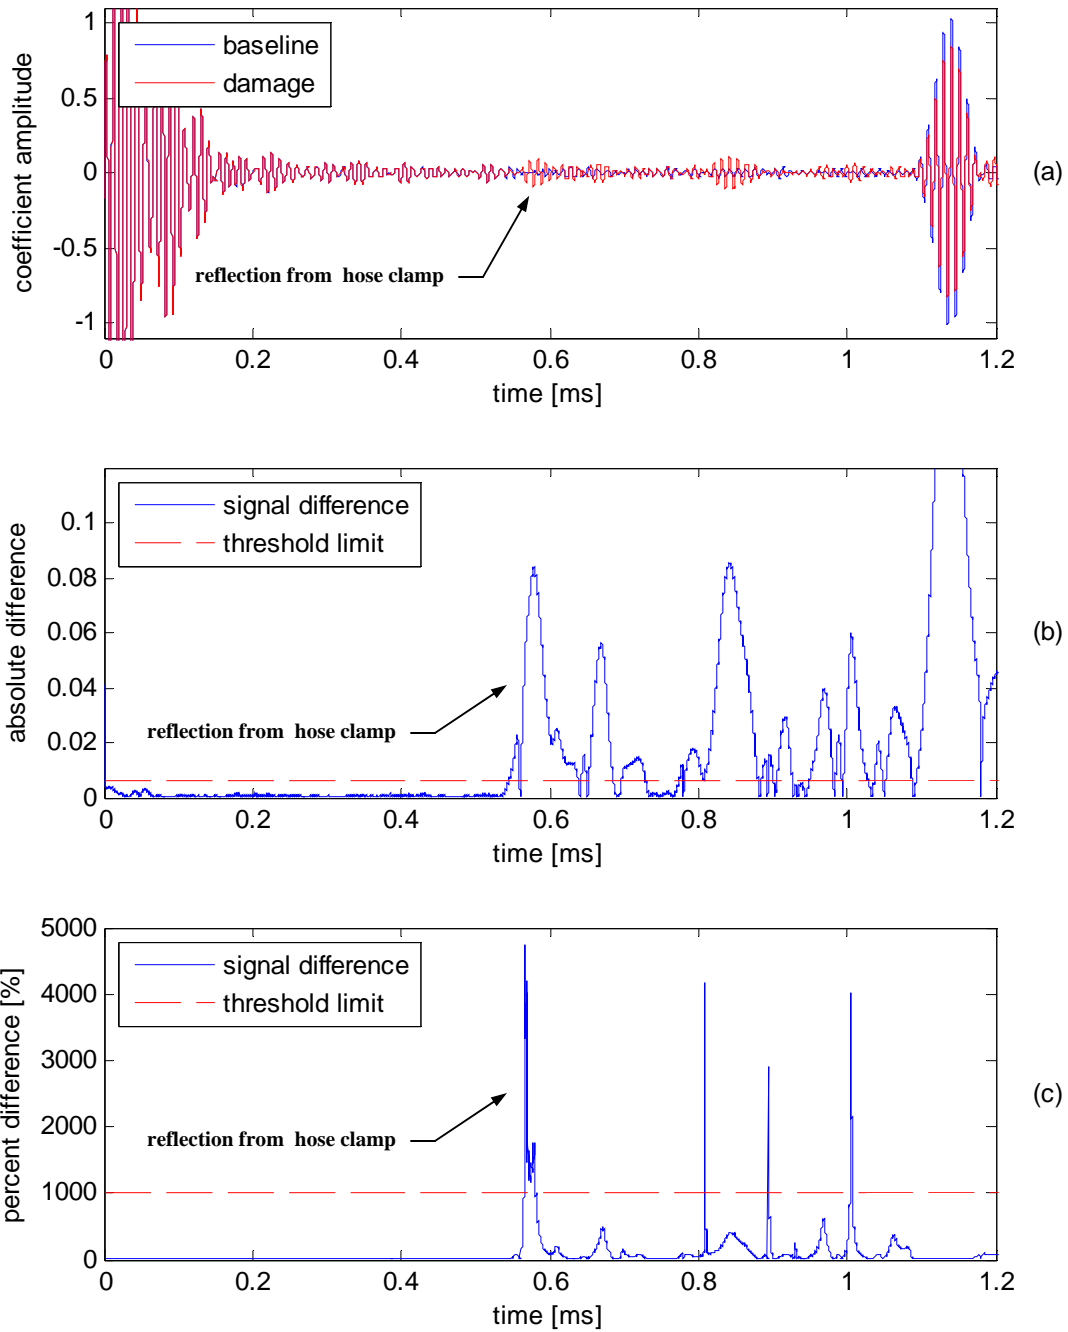 1
0.5
0
-0.5
-1
coefficient amplitude
baseline
damage
reflection from hose clamp
(a)
0 0.2 0.4 0.6 0.8 1 1.2
time [ms]
0.1
0.08
0.06
0.04
0.02
0
absolute difference
signal difference
threshold limit
reflection from hose clamp
(b)
0 0.2 0.4 0.6 0.8 1 1.2
time [ms]
5000
4000
3000
2000
1000
0
percent difference [%]
signal difference
threshold limit
reflection from hose clamp
(c)
0 0.2 0.4 0.6 0.8 1 1.2
time [ms]